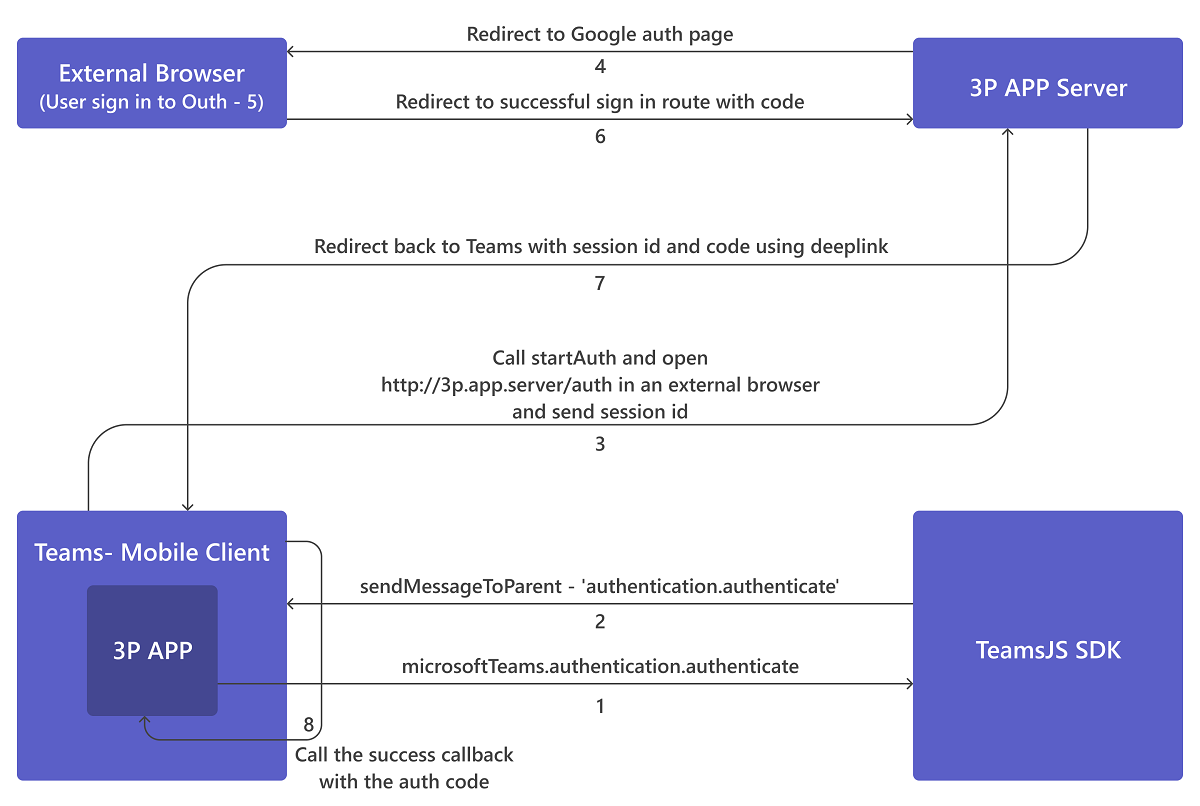 Redirect to Google auth page
4
External Browser
(User sign in to Outh - 5)
3P APP Server
Redirect to successful sign in route with code
6
Redirect back to Teams with session id and code using deeplink
7
Call startAuth and open
http://3p.app.server/auth in an external browser
and send session id
3
Teams- Mobile Client
sendMessageToParent - 'authentication.authenticate'
2
3P APP
TeamsJS SDK
microsoftTeams.authentication.authenticate
1
8
Call the success callback
with the auth code